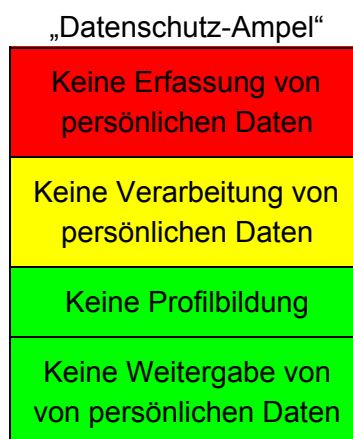 „Datenschutz-Ampel“
Keine Erfassung von
persönlichen Daten
Keine Verarbeitung von
persönlichen Daten
Keine Profilbildung
Keine Weitergabe von
von persönlichen Daten